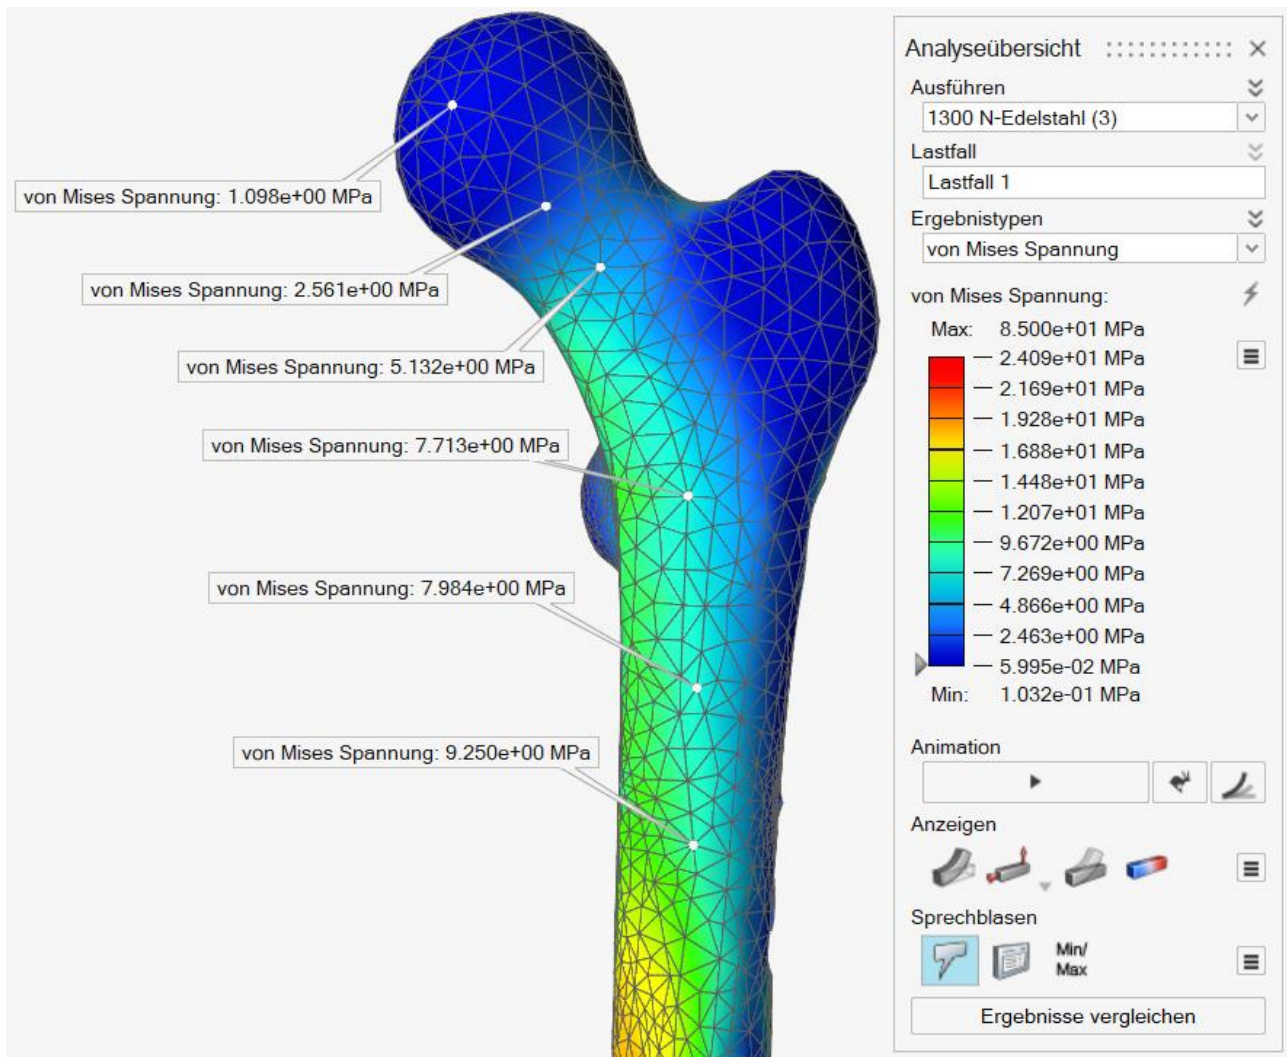 von Mises Spannung: 1.098e+00 MPa
von Mises Spannung: 2.561e+00 MPa
von Mises Spannung: 5.132e+00 MPa
von Mises Spannung: 7.713e+00 MPa
von Mises Spannung: 7.984e+00 MPa
von Mises Spannung: 9.250e+00 MPa
Analyseübersicht
Ausführen
1300 N-Edelstahl (3)
Lastfall
Lastfall 1
Ergebnistypen
von Mises Spannung
von Mises Spannung:
Max: 8.500e+01 MPa
2.409e+01 MPa
2.169e+01 MPa
1.928e+01 MPa
1.688e+01 MPa
1.448e+01 MPa
1.207e+01 MPa
9.672e+00 MPa
7.269e+00 MPa
4.866e+00 MPa
2.463e+00 MPa
5.995e-02 MPa
Min: 1.032e-01 MPa
Animation
Anzeigen
Sprechblasen
Min/
Max
Ergebnisse vergleichen